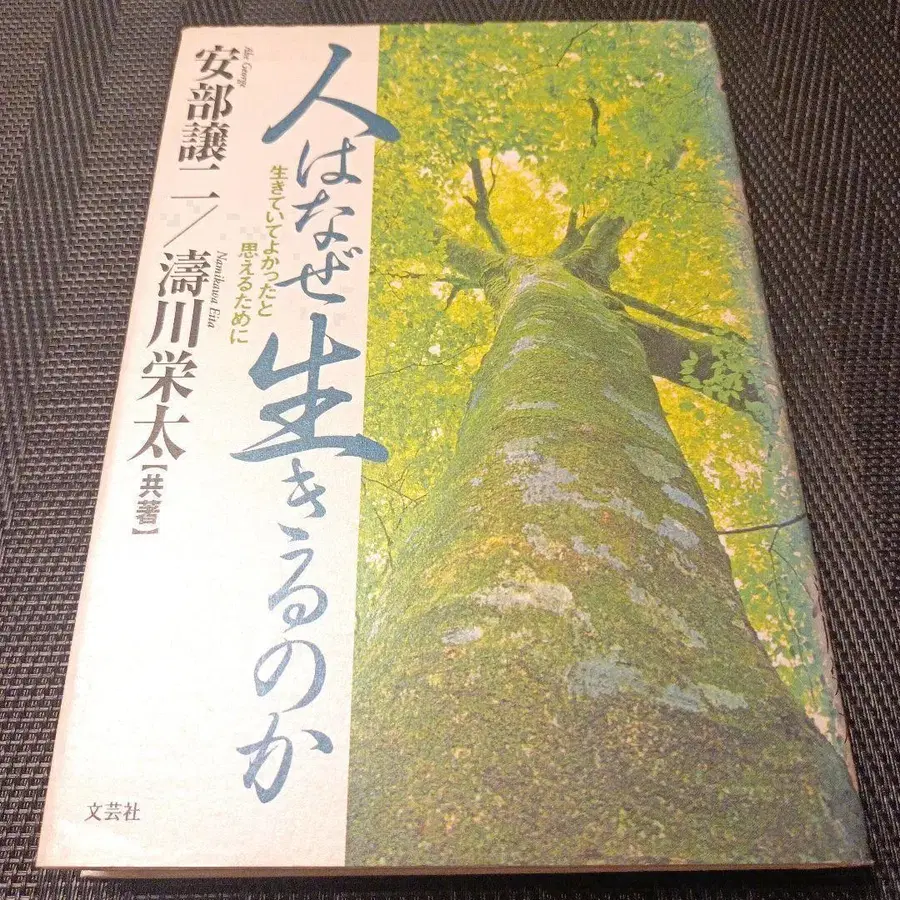 人はなぜ生きるのか
生きていてよかったと
思えるために
Abe George
安部譲二／濤川栄太【共著】
Namikawa Eita
文芸社